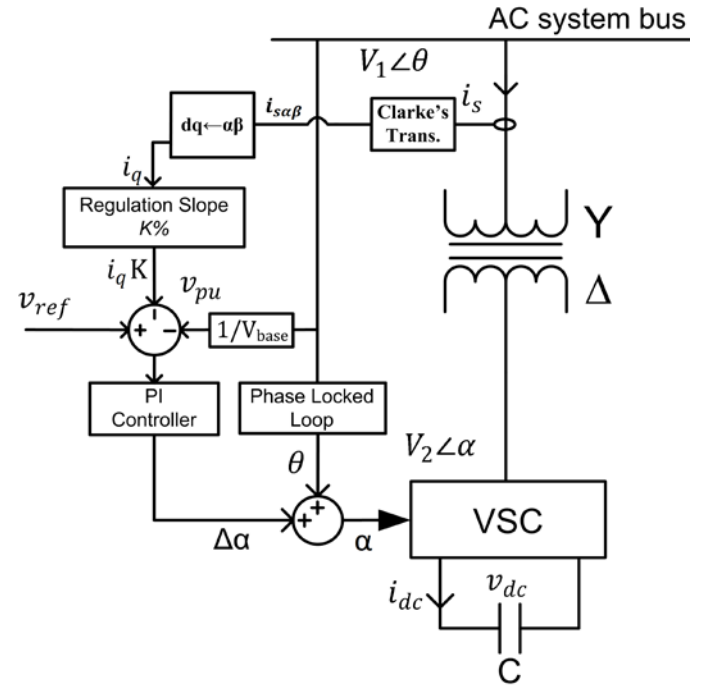 AC system bus
V₁∠θ
i_s
i_sαβ
Clarke's
Trans.
dq←αβ
i_q
Regulation Slope
K%
Y
Δ
i_q K
v_pu
v_ref
+
-
−
1/V_base
PI
Controller
Phase Locked
Loop
V₂∠α
θ
+
+
Δα
α
VSC
i_dc
v_dc
C